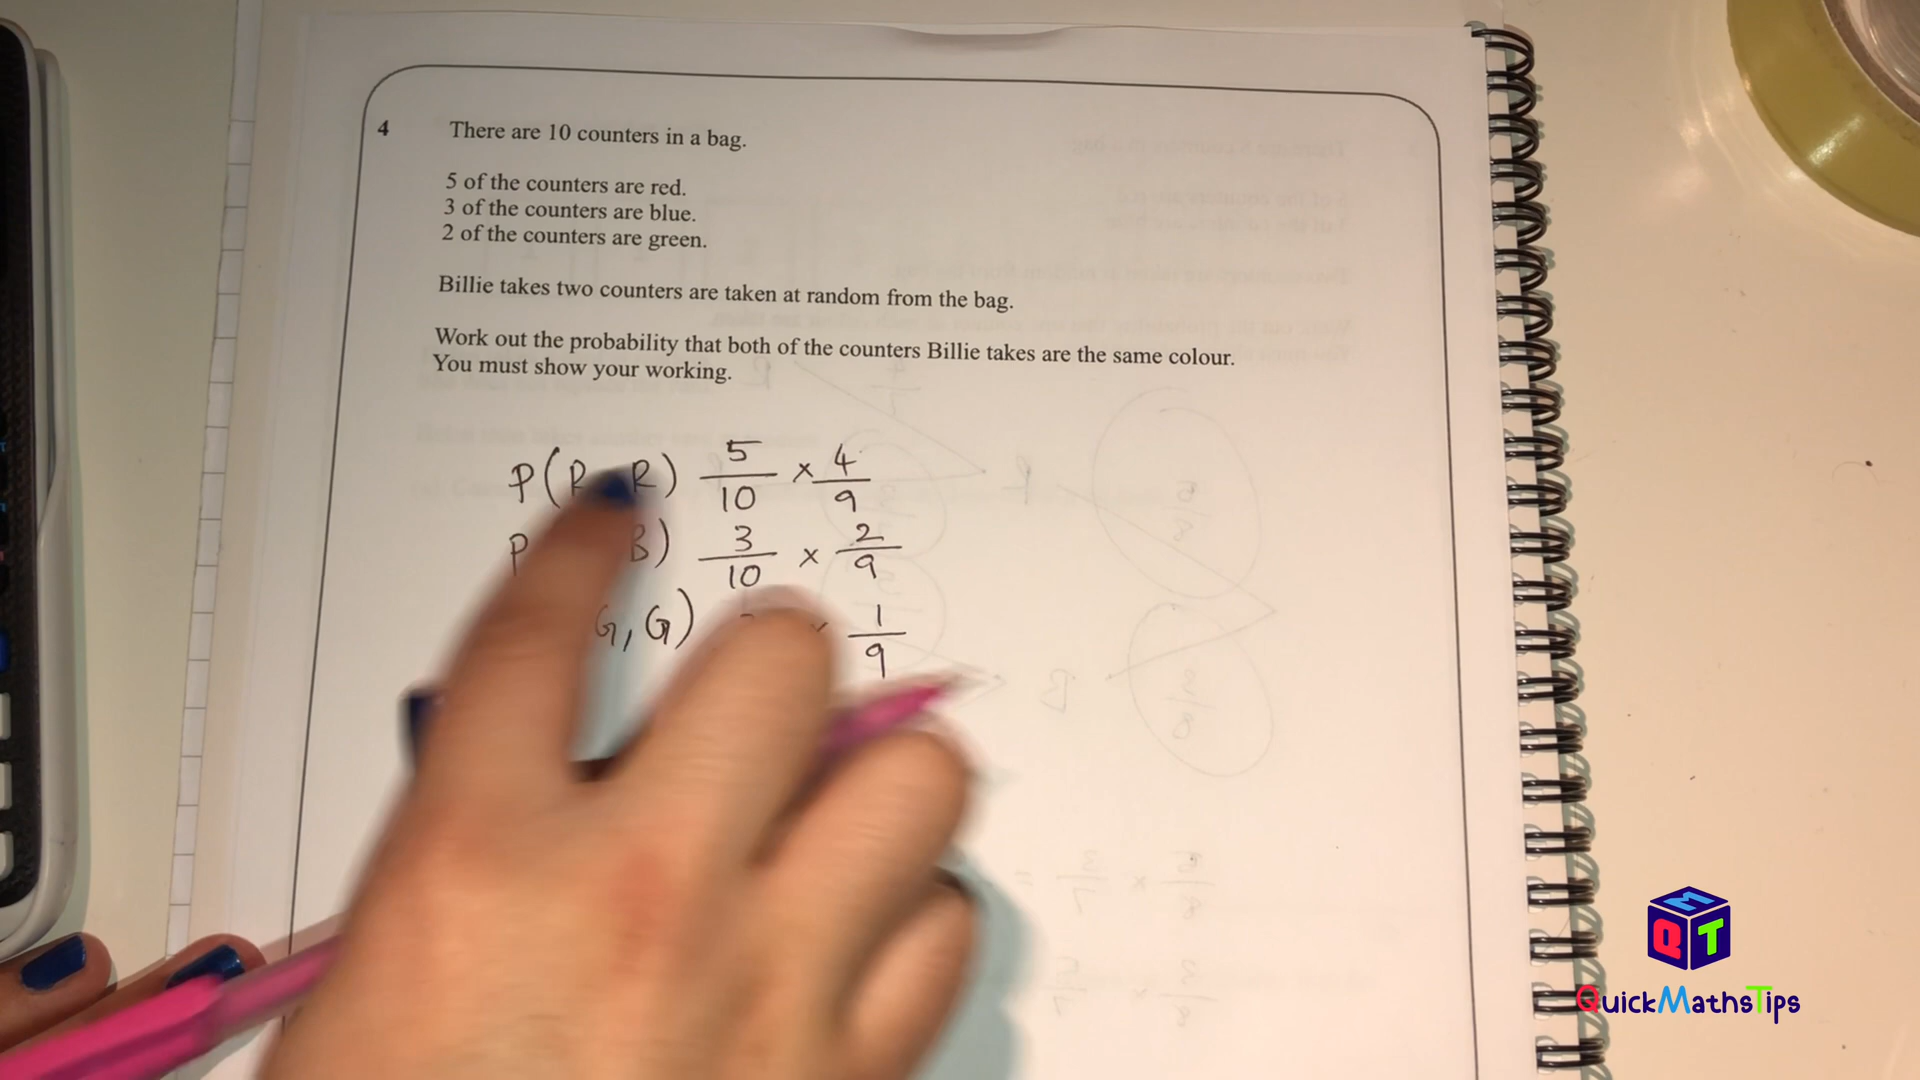 4 There are 10 counters in a bag.
5 of the counters are red.
3 of the counters are blue.
2 of the counters are green.
Billie takes two counters are taken at random from the bag.
Work out the probability that both of the counters Billie takes are the same colour.
You must show your working.
P(R R) 5/10 × 4/9
P B) 3/10 × 2/9
G, G) × 1/9
QT M
QuickMathsTips